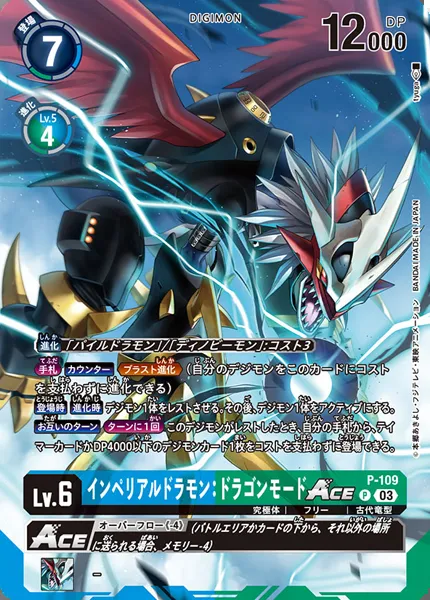 登場
7
DIGIMON
DP
12000
進化
Lv.5
4
tyuga
©本郷あきよし・フジテレビ・東映アニメーション BANDAI MADE IN JAPAN
進化 「パイルドラモン」/「ディノビーモン」:コスト3
手札 カウンター ブラスト進化 (自分のデジモンをこのカードにコスト
を支払わずに進化できる)
登場時 進化時 デジモン1体をレストさせる。その後、デジモン1体をアクティブにする。
お互いのターン ターンに1回 このデジモンがレストしたとき、自分の手札から、テイ
マーカードかDP4000以下のデジモンカード1枚をコストを支払わずに登場できる。
Lv.6
インペリアルドラモン:ドラゴンモードACE
P-109
P 03
究極体 フリー 古代竜型
ACE
オーバーフロー《-4》 (バトルエリアかカードの下から、それ以外の場所
に送られる場合、メモリー-4)
-